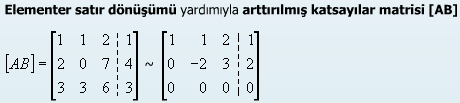 Elementer satır dönüşümü yardımıyla arttırılmış katsayılar matrisi [AB]
1 1 2 1 1 1 2 1
[AB] = 2 0 7 4 ~ 0 -2 3 2
3 3 6 3 0 0 0 0